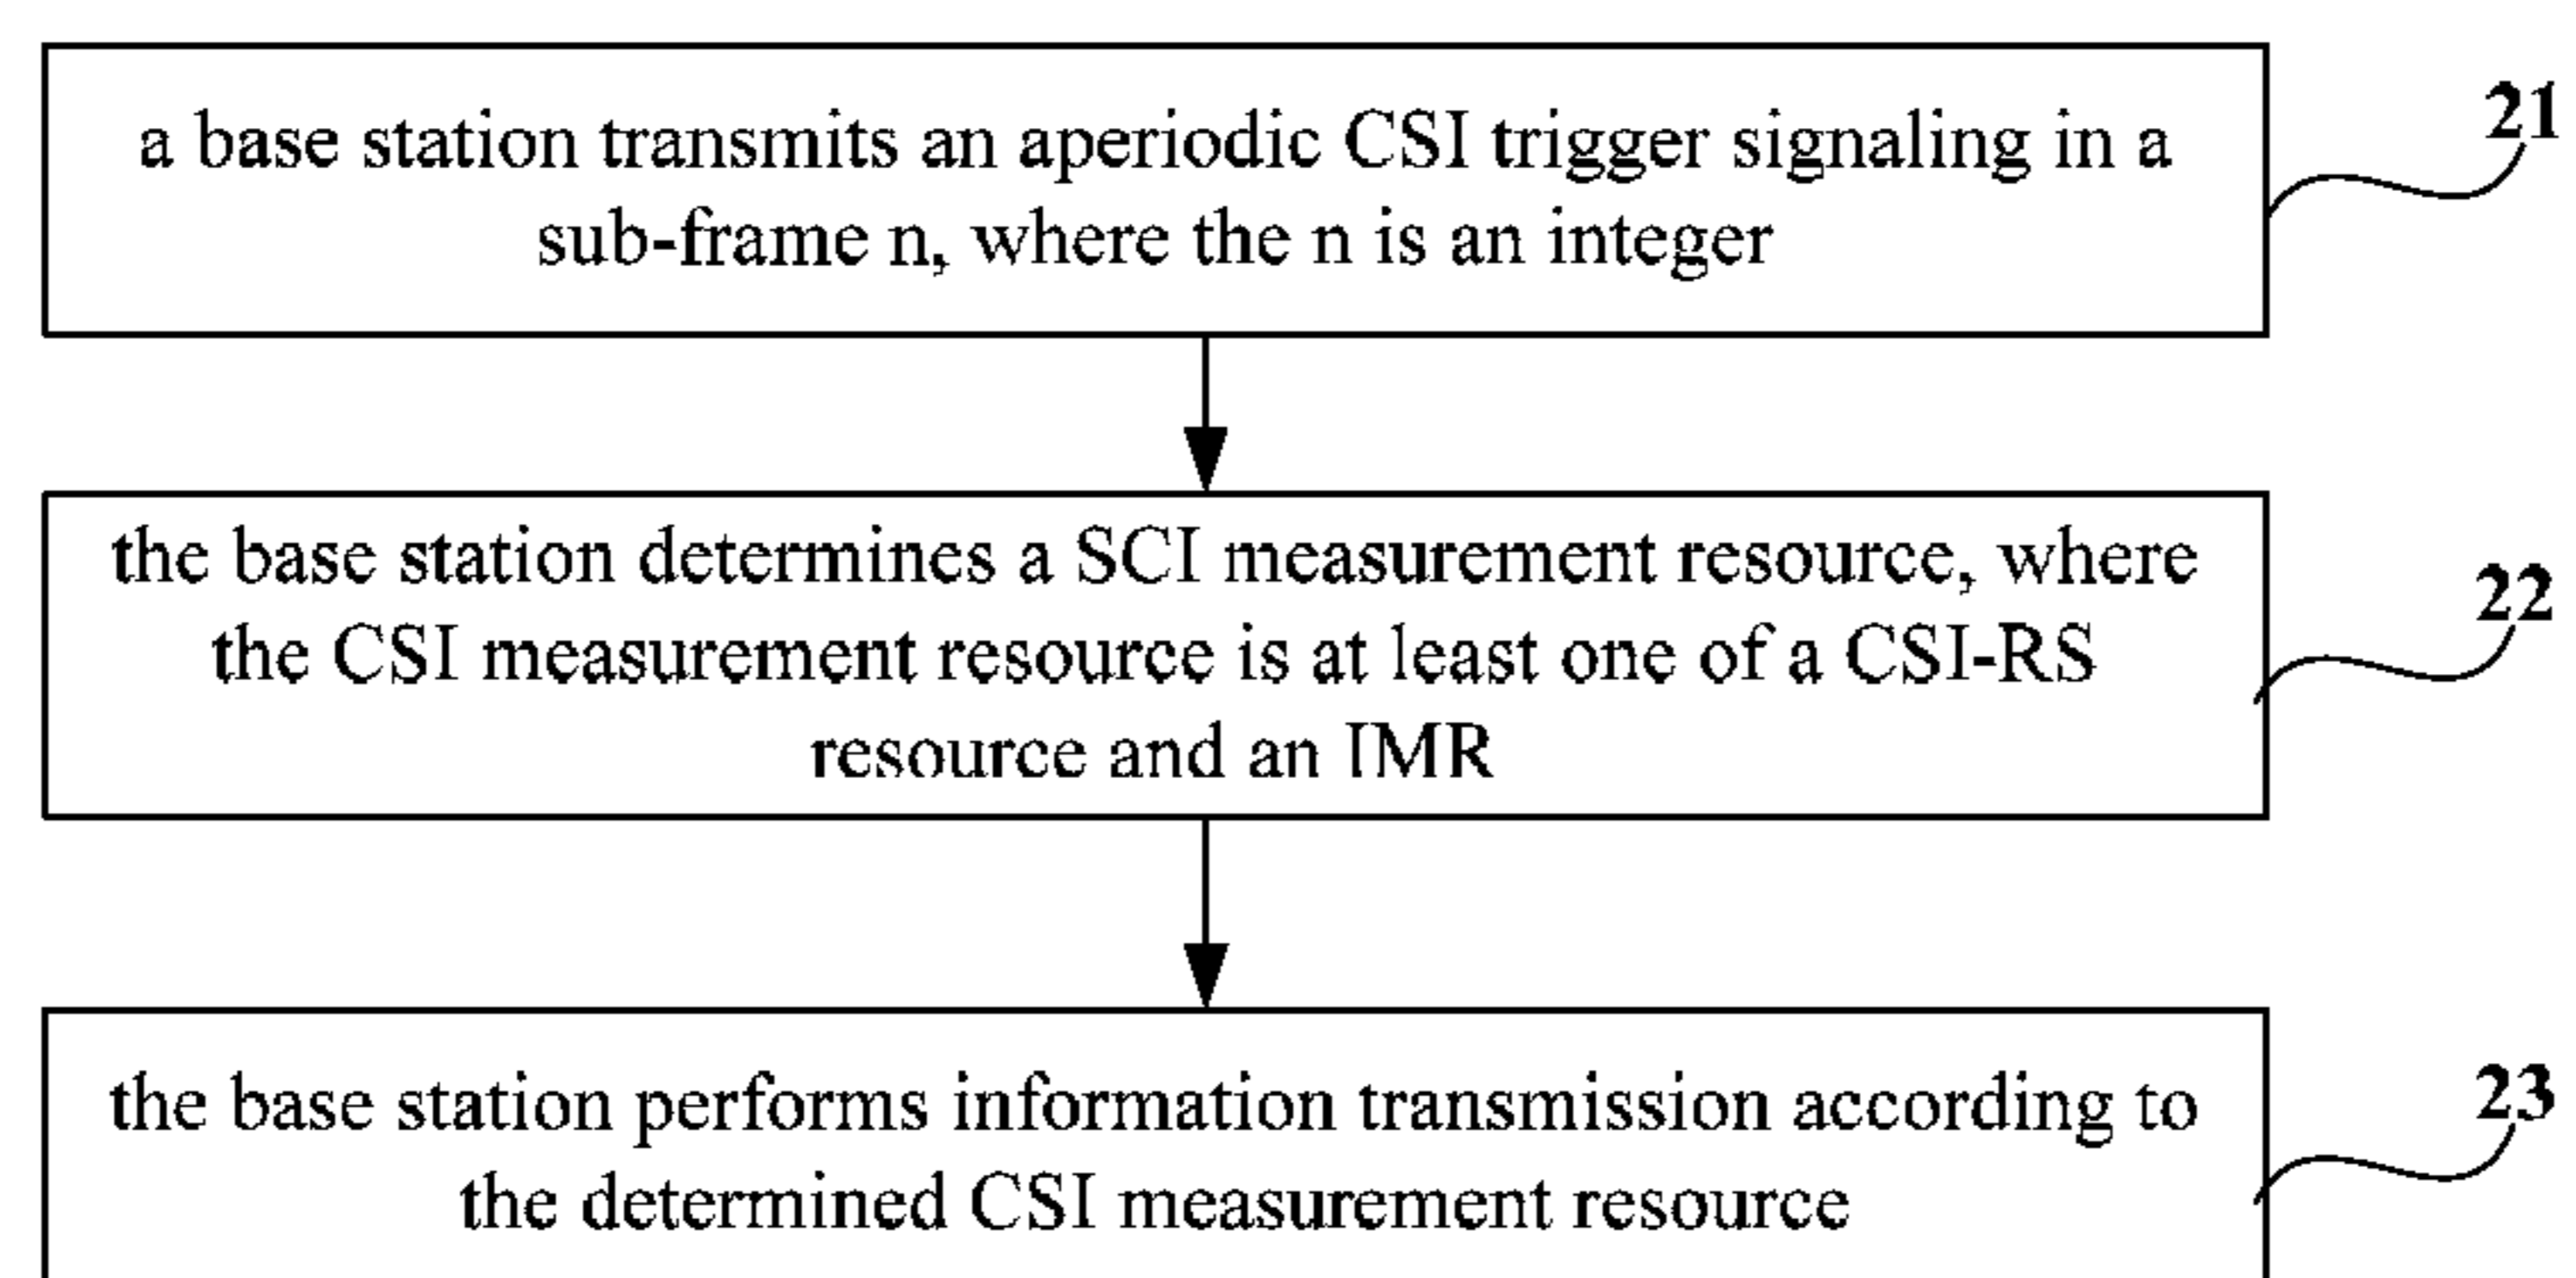 a base station transmits an aperiodic CSI trigger signaling in a
sub-frame n, where the n is an integer
21
the base station determines a SCI measurement resource, where
the CSI measurement resource is at least one of a CSI-RS
resource and an IMR
22
the base station performs information transmission according to
the determined CSI measurement resource
23